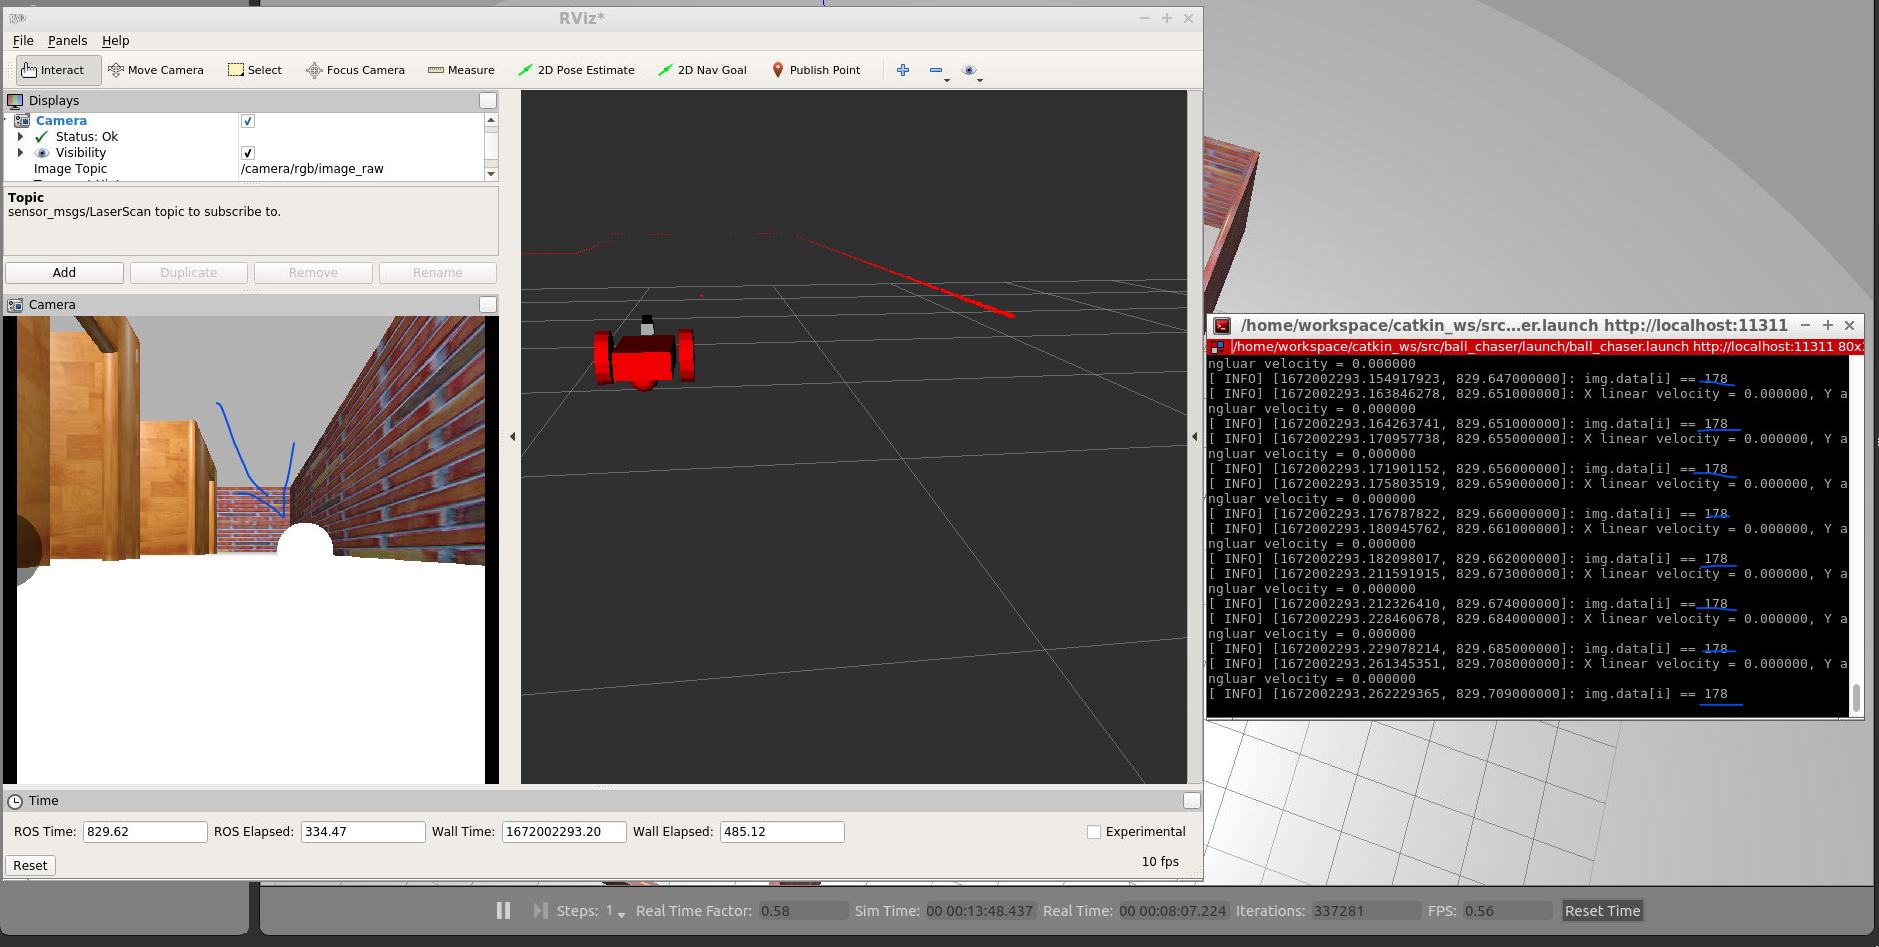 RViz*
File Panels Help
Interact Move Camera Select Focus Camera Measure 2D Pose Estimate 2D Nav Goal Publish Point
Displays
Camera
Status: Ok
Visibility
Image Topic /camera/rgb/image_raw
Topic
sensor_msgs/LaserScan topic to subscribe to.
Add Duplicate Remove Rename
Camera
Time
ROS Time: 829.62 ROS Elapsed: 334.47 Wall Time: 1672002293.20 Wall Elapsed: 485.12 Experimental
Reset 10 fps
/home/workspace/catkin_ws/src...er.launch http://localhost:11311
/home/workspace/catkin_ws/src/ball_chaser/launch/ball_chaser.launch http://localhost:11311 80x
ngluar velocity = 0.000000
[ INFO] [1672002293.154917923, 829.647000000]: img.data[i] == 178
[ INFO] [1672002293.163846278, 829.651000000]: X linear velocity = 0.000000, Y a
ngluar velocity = 0.000000
[ INFO] [1672002293.164263741, 829.651000000]: img.data[i] == 178
[ INFO] [1672002293.170957738, 829.655000000]: X linear velocity = 0.000000, Y a
ngluar velocity = 0.000000
[ INFO] [1672002293.171901152, 829.656000000]: img.data[i] == 178
[ INFO] [1672002293.175803519, 829.659000000]: X linear velocity = 0.000000, Y a
ngluar velocity = 0.000000
[ INFO] [1672002293.176787822, 829.660000000]: img.data[i] == 178
[ INFO] [1672002293.180945762, 829.661000000]: X linear velocity = 0.000000, Y a
ngluar velocity = 0.000000
[ INFO] [1672002293.182098017, 829.662000000]: img.data[i] == 178
[ INFO] [1672002293.211591915, 829.673000000]: X linear velocity = 0.000000, Y a
ngluar velocity = 0.000000
[ INFO] [1672002293.212326410, 829.674000000]: img.data[i] == 178
[ INFO] [1672002293.228460678, 829.684000000]: X linear velocity = 0.000000, Y a
ngluar velocity = 0.000000
[ INFO] [1672002293.229078214, 829.685000000]: img.data[i] == 178
[ INFO] [1672002293.261345351, 829.708000000]: X linear velocity = 0.000000, Y a
ngluar velocity = 0.000000
[ INFO] [1672002293.262229365, 829.709000000]: img.data[i] == 178
Steps: 1 Real Time Factor: 0.58 Sim Time: 00 00:13:48.437 Real Time: 00 00:08:07.224 Iterations: 337281 FPS: 0.56 Reset Time